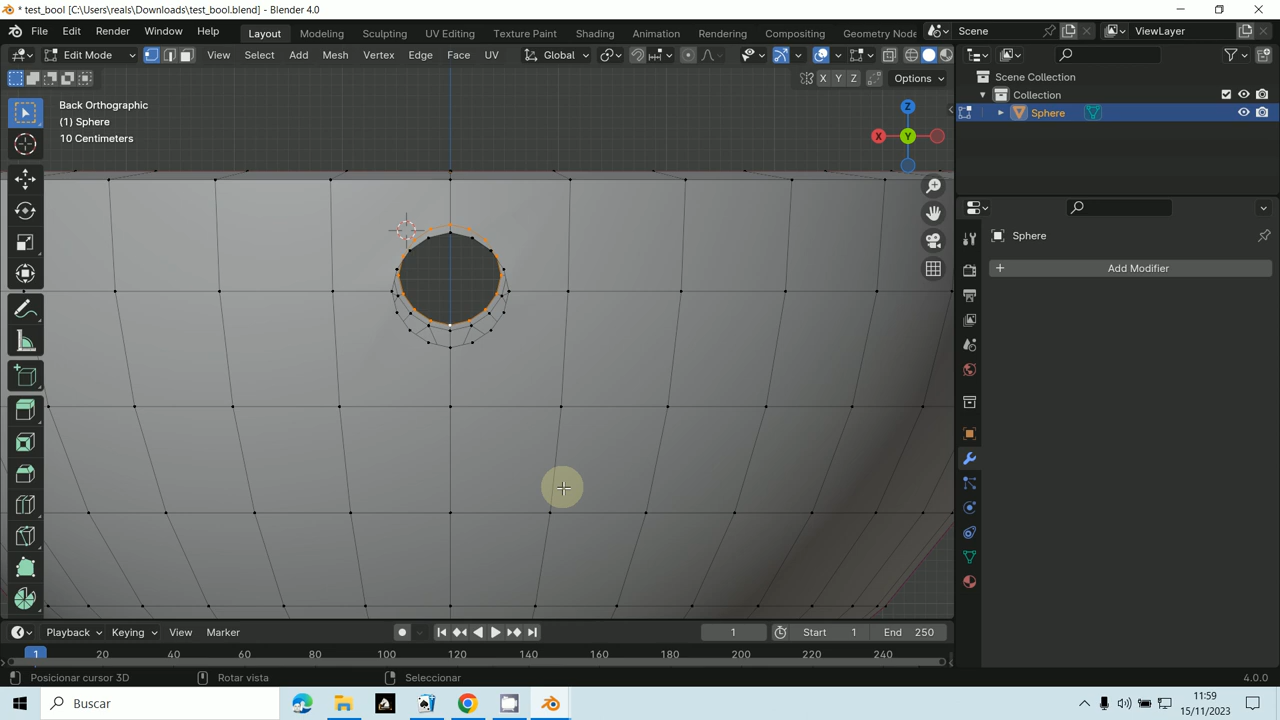 * test_bool [C:\Users\reals\Downloads\test_bool.blend] - Blender 4.0
File Edit Render Window Help Layout Modeling Sculpting UV Editing Texture Paint Shading Animation Rendering Compositing Geometry Node Scene ViewLayer
Edit Mode View Select Add Mesh Vertex Edge Face UV Global
X Y Z Options
Back Orthographic
(1) Sphere
10 Centimeters
Z
X Y
Scene Collection
Collection
Sphere
Sphere
Add Modifier
Playback Keying View Marker 1 Start 1 End 250
1 20 40 60 80 100 120 140 160 180 200 220 240
Posicionar cursor 3D Rotar vista Seleccionar 4.0.0
Buscar
11:59
15/11/2023